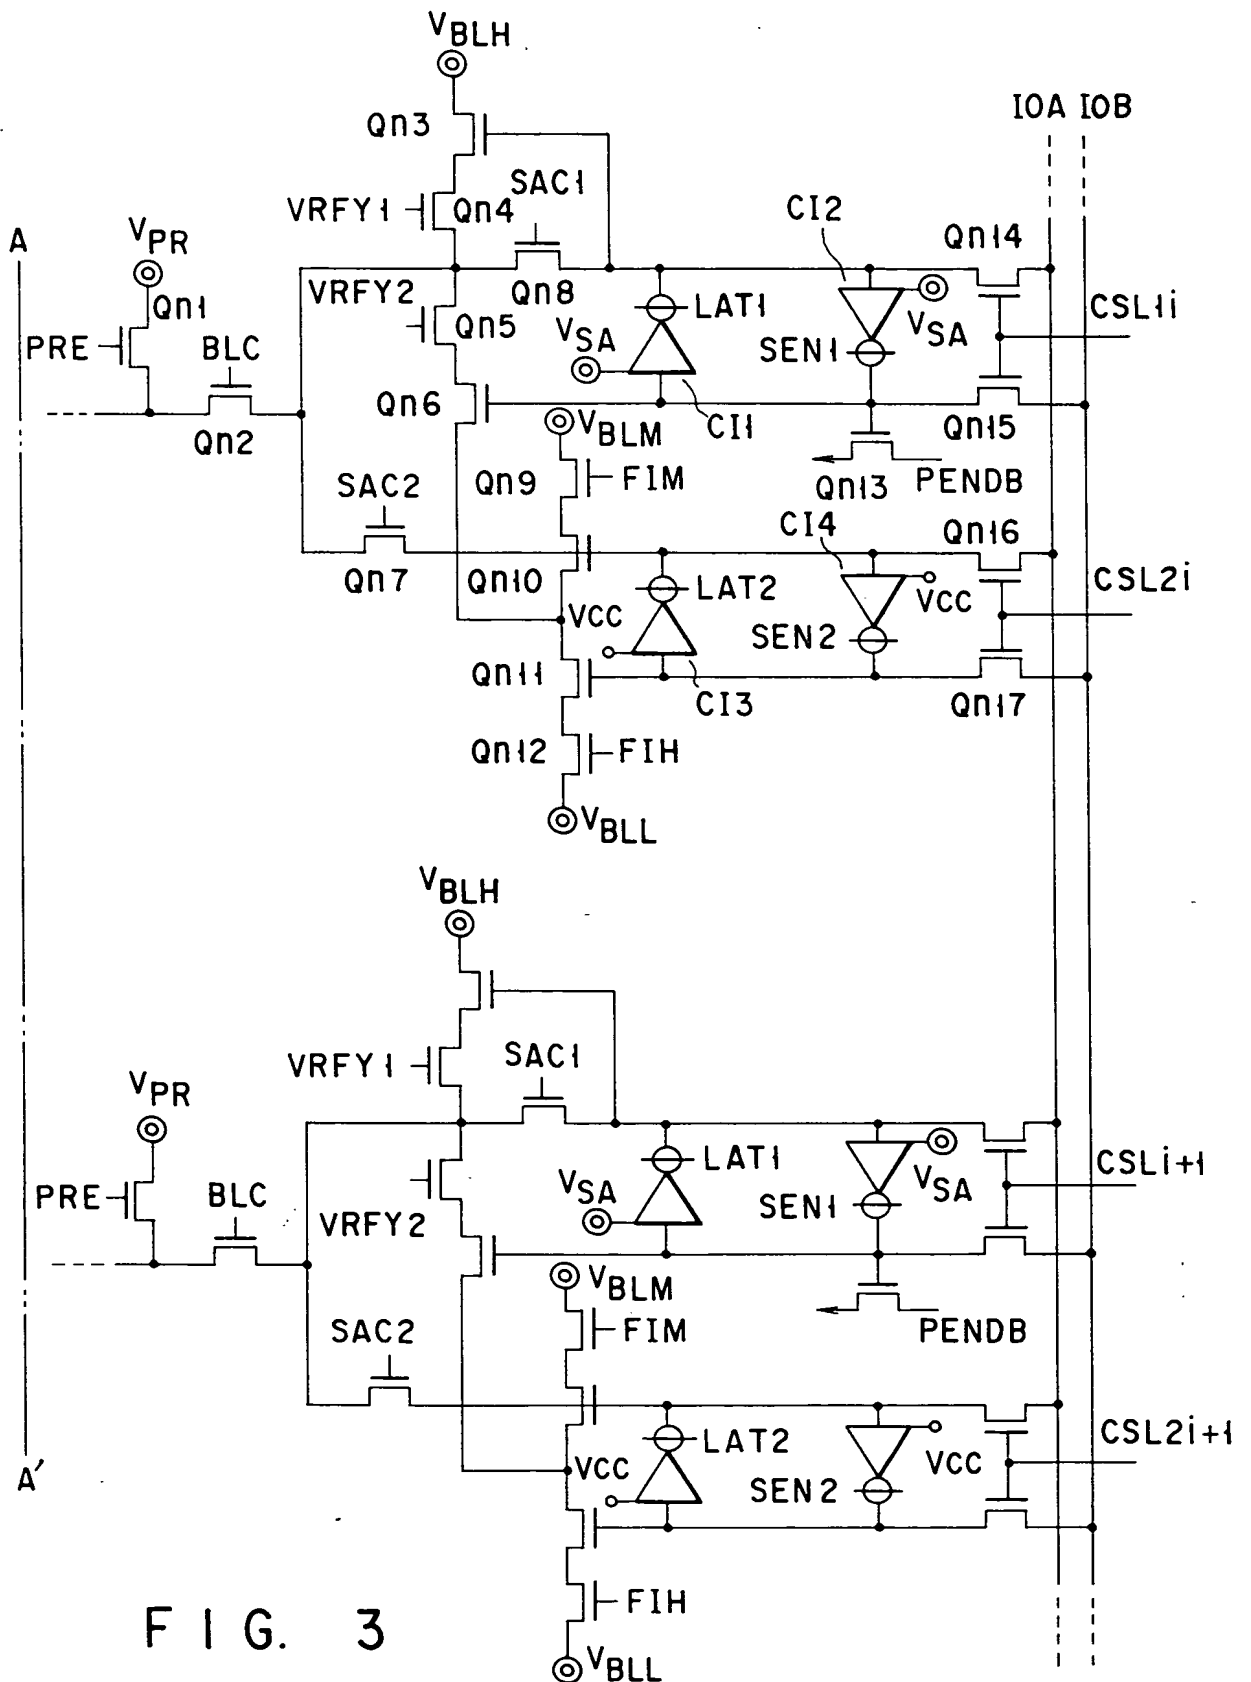 VBLH
IOA IOB
Qn3
SAC1
VRFY1
Qn4
CI2
Qn14
A
VPR
Qn1
VRFY2
Qn8
LAT1
VSA
CSL1i
Qn5
VSA
SEN1
PRE
BLC
Qn6
CI1
Qn15
Qn2
VBLM
Qn9
FIM
Qn13
PENDB
SAC2
CI4
Qn16
Qn7
Qn10
LAT2
VCC
CSL2i
VCC
SEN2
Qn11
CI3
Qn17
Qn12
FIH
VBLL
VBLH
VRFY1
SAC1
VPR
LAT1
CSLi+1
VSA
VSA
PRE
BLC
SEN1
VRFY2
VBLM
FIM
PENDB
SAC2
LAT2
CSL2i+1
VCC
VCC
A'
SEN2
FIH
FIG. 3
VBLL